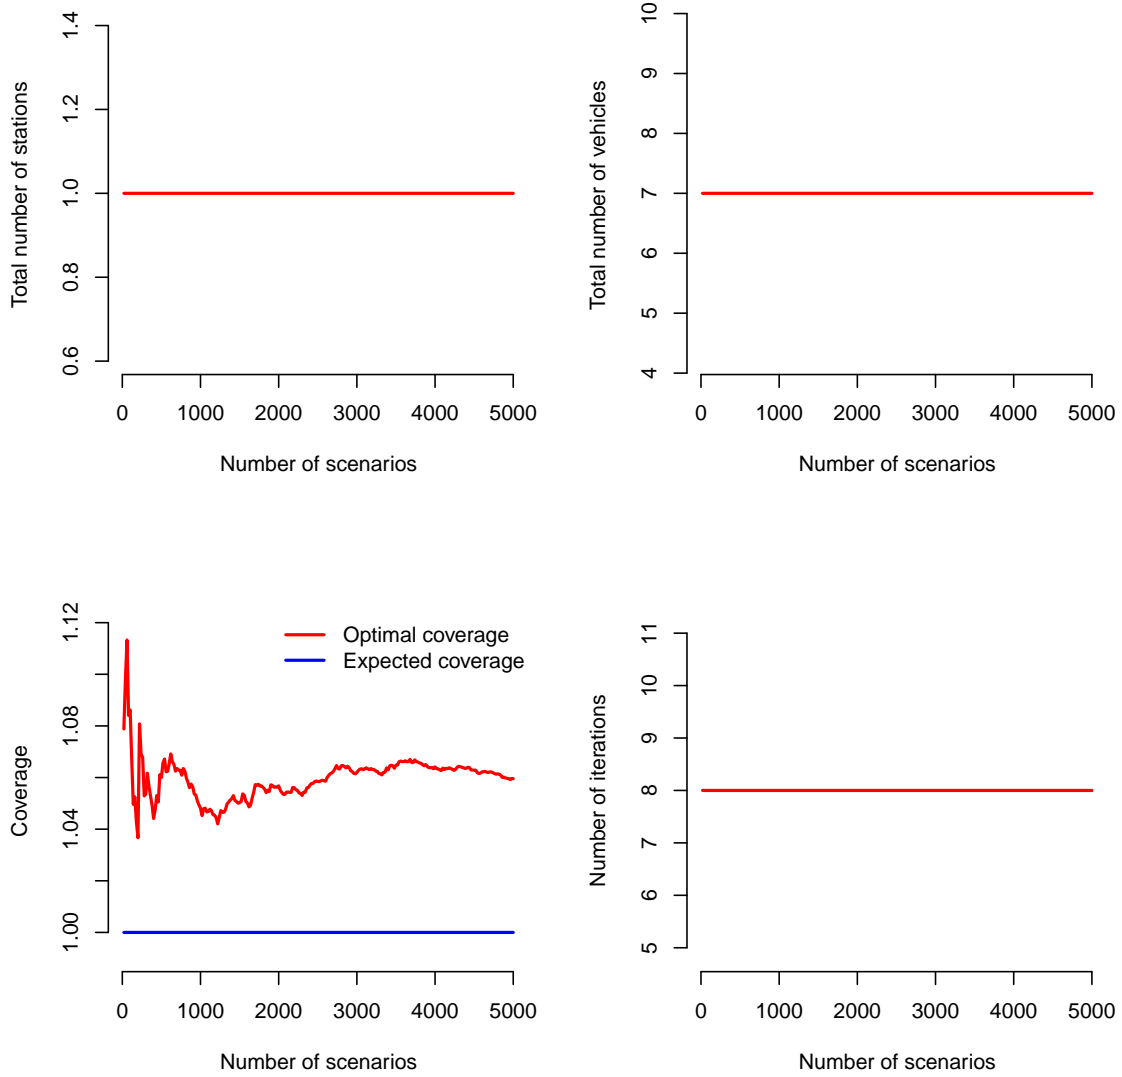 Total number of stations
1.4
1.2
1.0
0.8
0.6
0 1000 2000 3000 4000 5000
Number of scenarios
Total number of vehicles
10
9
8
7
6
5
4
0 1000 2000 3000 4000 5000
Number of scenarios
Coverage
1.12
1.08
1.04
1.00
Optimal coverage
Expected coverage
0 1000 2000 3000 4000 5000
Number of scenarios
Number of iterations
11
10
9
8
7
6
5
0 1000 2000 3000 4000 5000
Number of scenarios